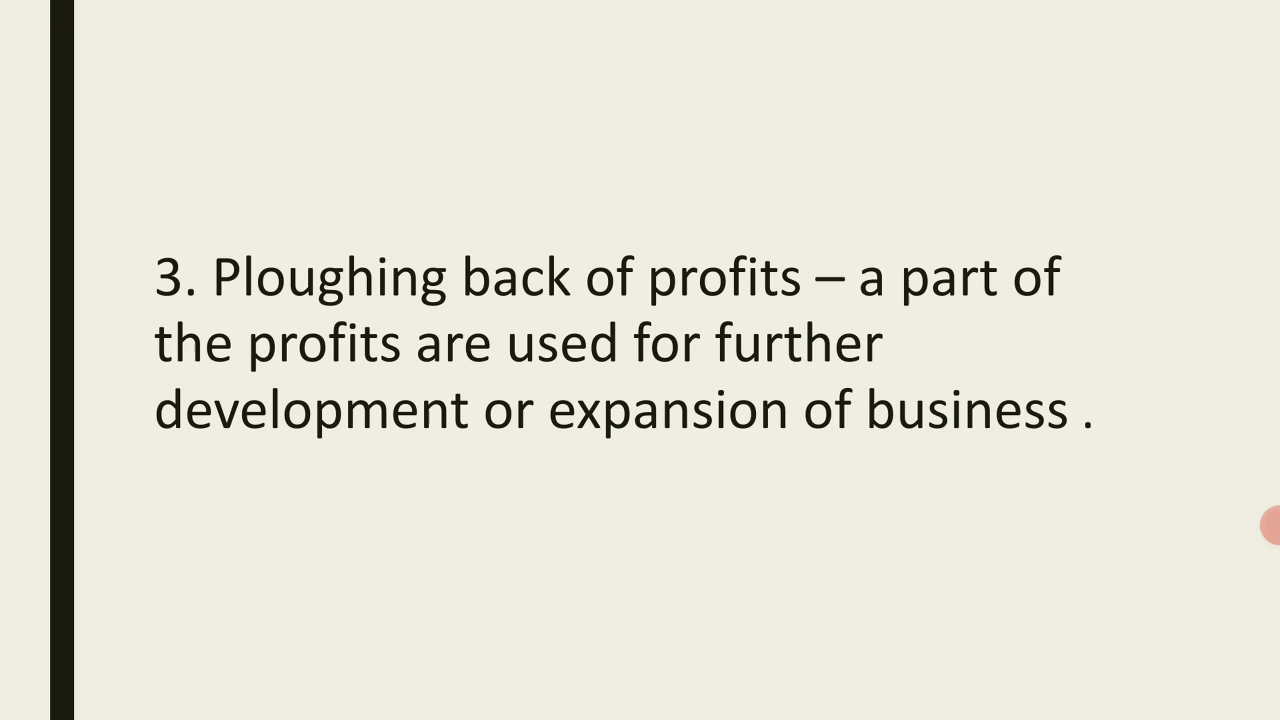 3. Ploughing back of profits – a part of
the profits are used for further
development or expansion of business .